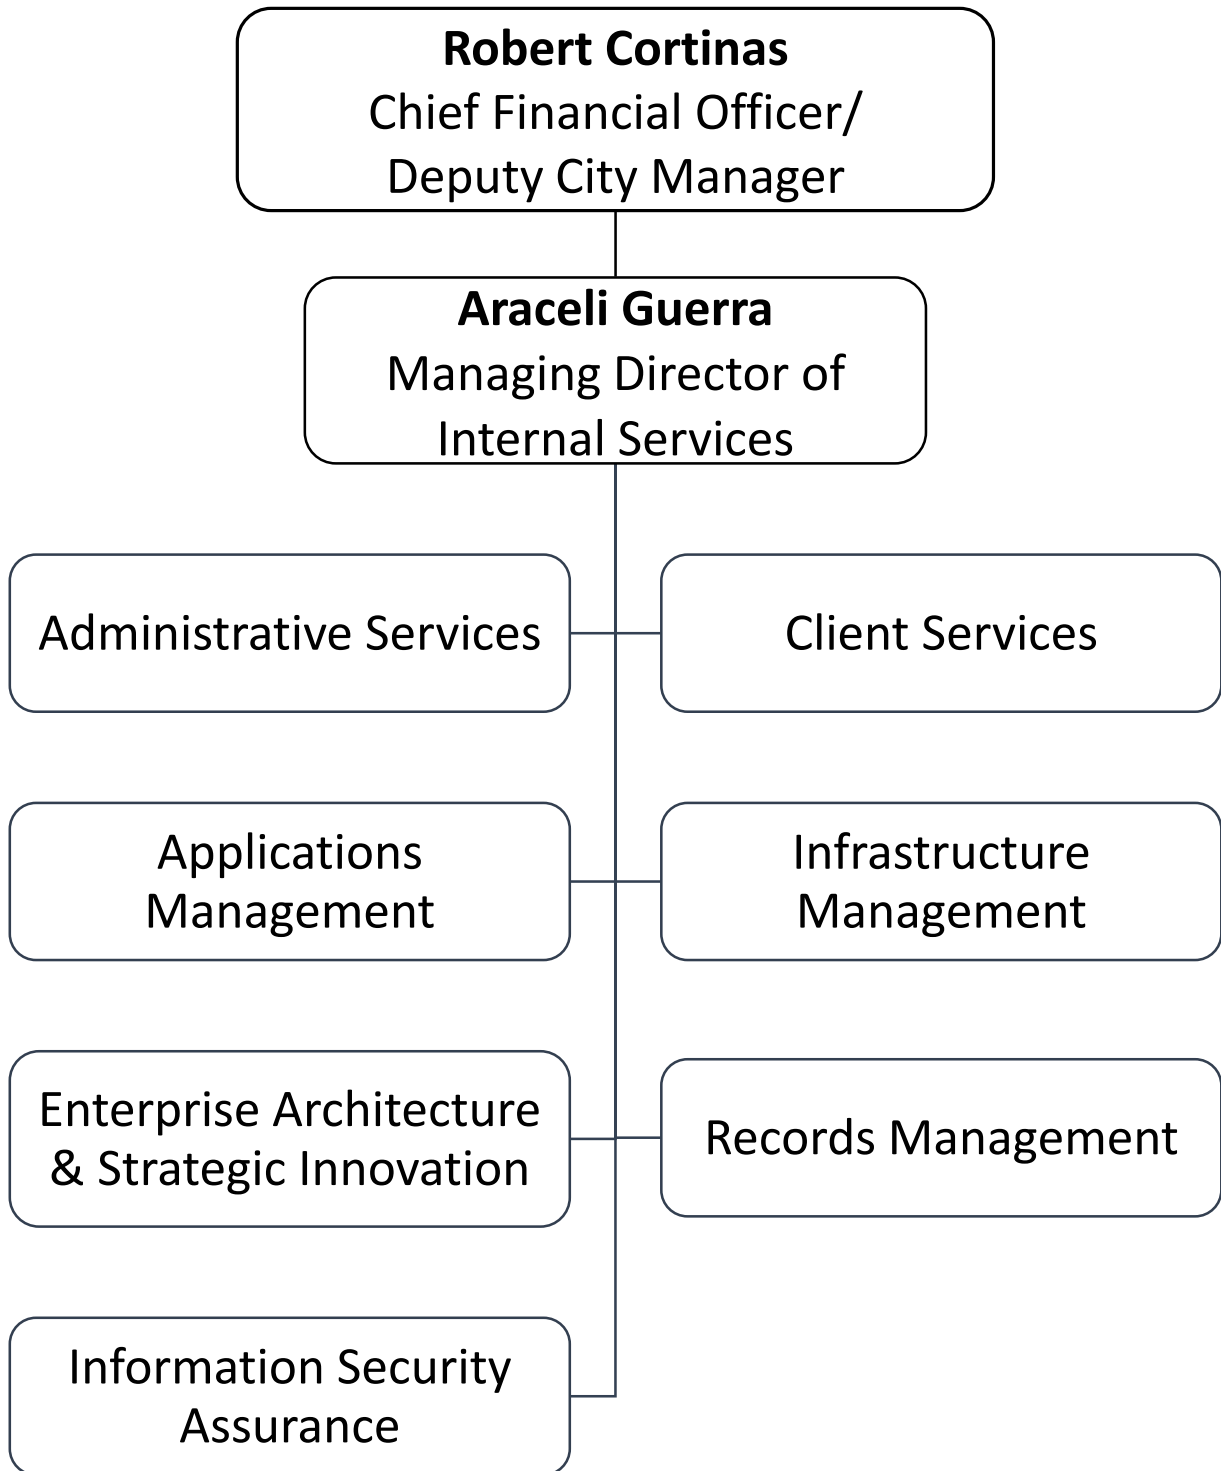 Robert Cortinas
Chief Financial Officer/
Deputy City Manager
Araceli Guerra
Managing Director of
Internal Services
Administrative Services
Client Services
Applications
Management
Infrastructure
Management
Enterprise Architecture
& Strategic Innovation
Records Management
Information Security
Assurance